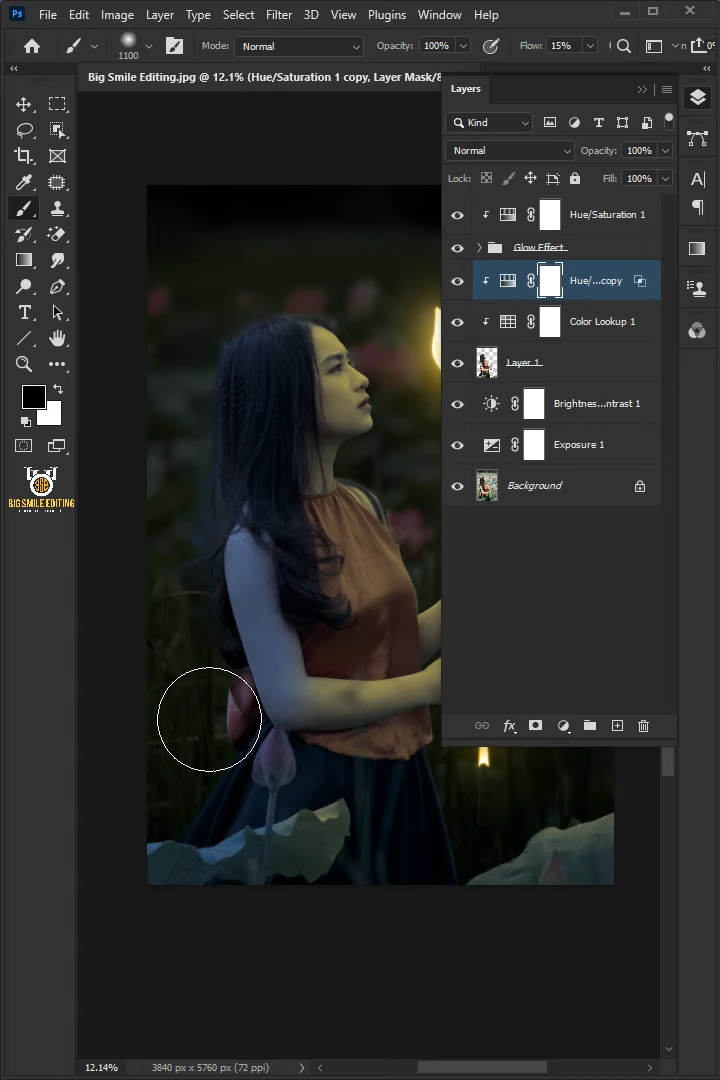 Ps File Edit Image Layer Type Select Filter 3D View Plugins Window Help
1100 Mode: Normal Opacity: 100% Flow: 15% n 0°
Big Smile Editing.jpg @ 12.1% (Hue/Saturation 1 copy, Layer Mask/8
Layers
Kind
Normal Opacity: 100%
Lock: Fill: 100%
Hue/Saturation 1
Glow Effect
Hue/...copy
Color Lookup 1
Layer 1
Brightnes...ntrast 1
Exposure 1
Background
BIG SMILE EDITING
12.14% 3840 px x 5760 px (72 ppi)